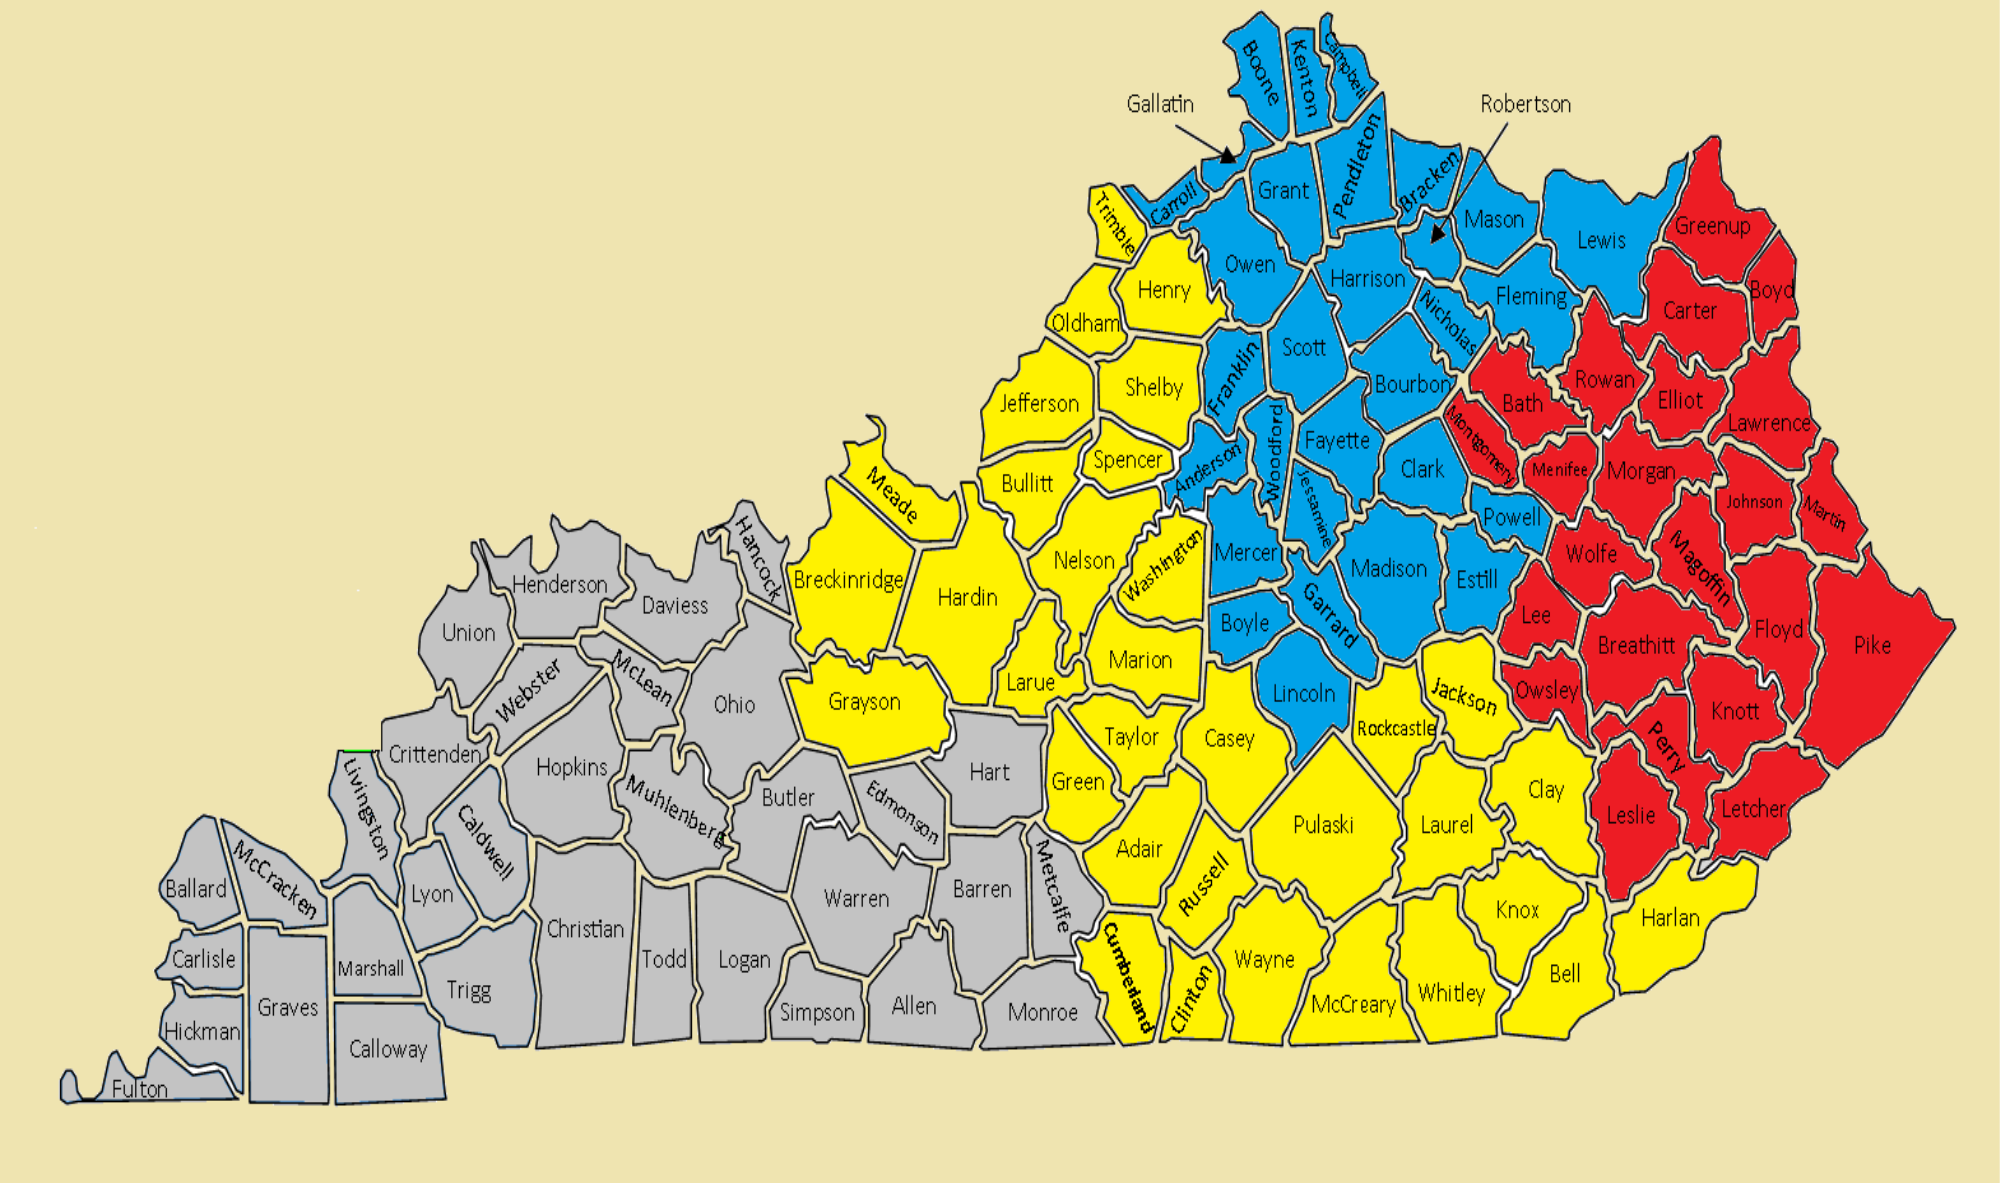 Boone
Kenton
Campbell
Gallatin
Robertson
Pendleton
Bracken
Grant
Carroll
Trimble
Mason
Lewis
Greenup
Owen
Henry
Harrison
Fleming
Nicholas
Boyd
Carter
Oldham
Scott
Franklin
Shelby
Bourbon
Jefferson
Bath
Rowan
Elliot
Lawrence
Woodford
Fayette
Montgomery
Spencer
Anderson
Clark
Menifee
Morgan
Bullitt
Meade
Jessamine
Powell
Johnson
Martin
Hancock
Nelson
Washington
Mercer
Madison
Estill
Wolfe
Magoffin
Henderson
Daviess
Breckinridge
Hardin
Garrard
Lee
Union
Boyle
Breathitt
Floyd
Pike
Webster
McLean
Ohio
Grayson
Larue
Marion
Lincoln
Jackson
Owsley
Knott
Rockcastle
Perry
Crittenden
Hopkins
Hart
Taylor
Casey
Livingston
Muhlenberg
Butler
Edmonson
Green
Clay
Pulaski
Laurel
Leslie
Letcher
Caldwell
Adair
Russell
McCracken
Ballard
Lyon
Warren
Barren
Metcalfe
Knox
Harlan
Christian
Carlisle
Marshall
Todd
Logan
Cumberland
Clinton
Wayne
Bell
Trigg
Graves
Hickman
Simpson
Allen
Monroe
McCreary
Whitley
Calloway
Fulton